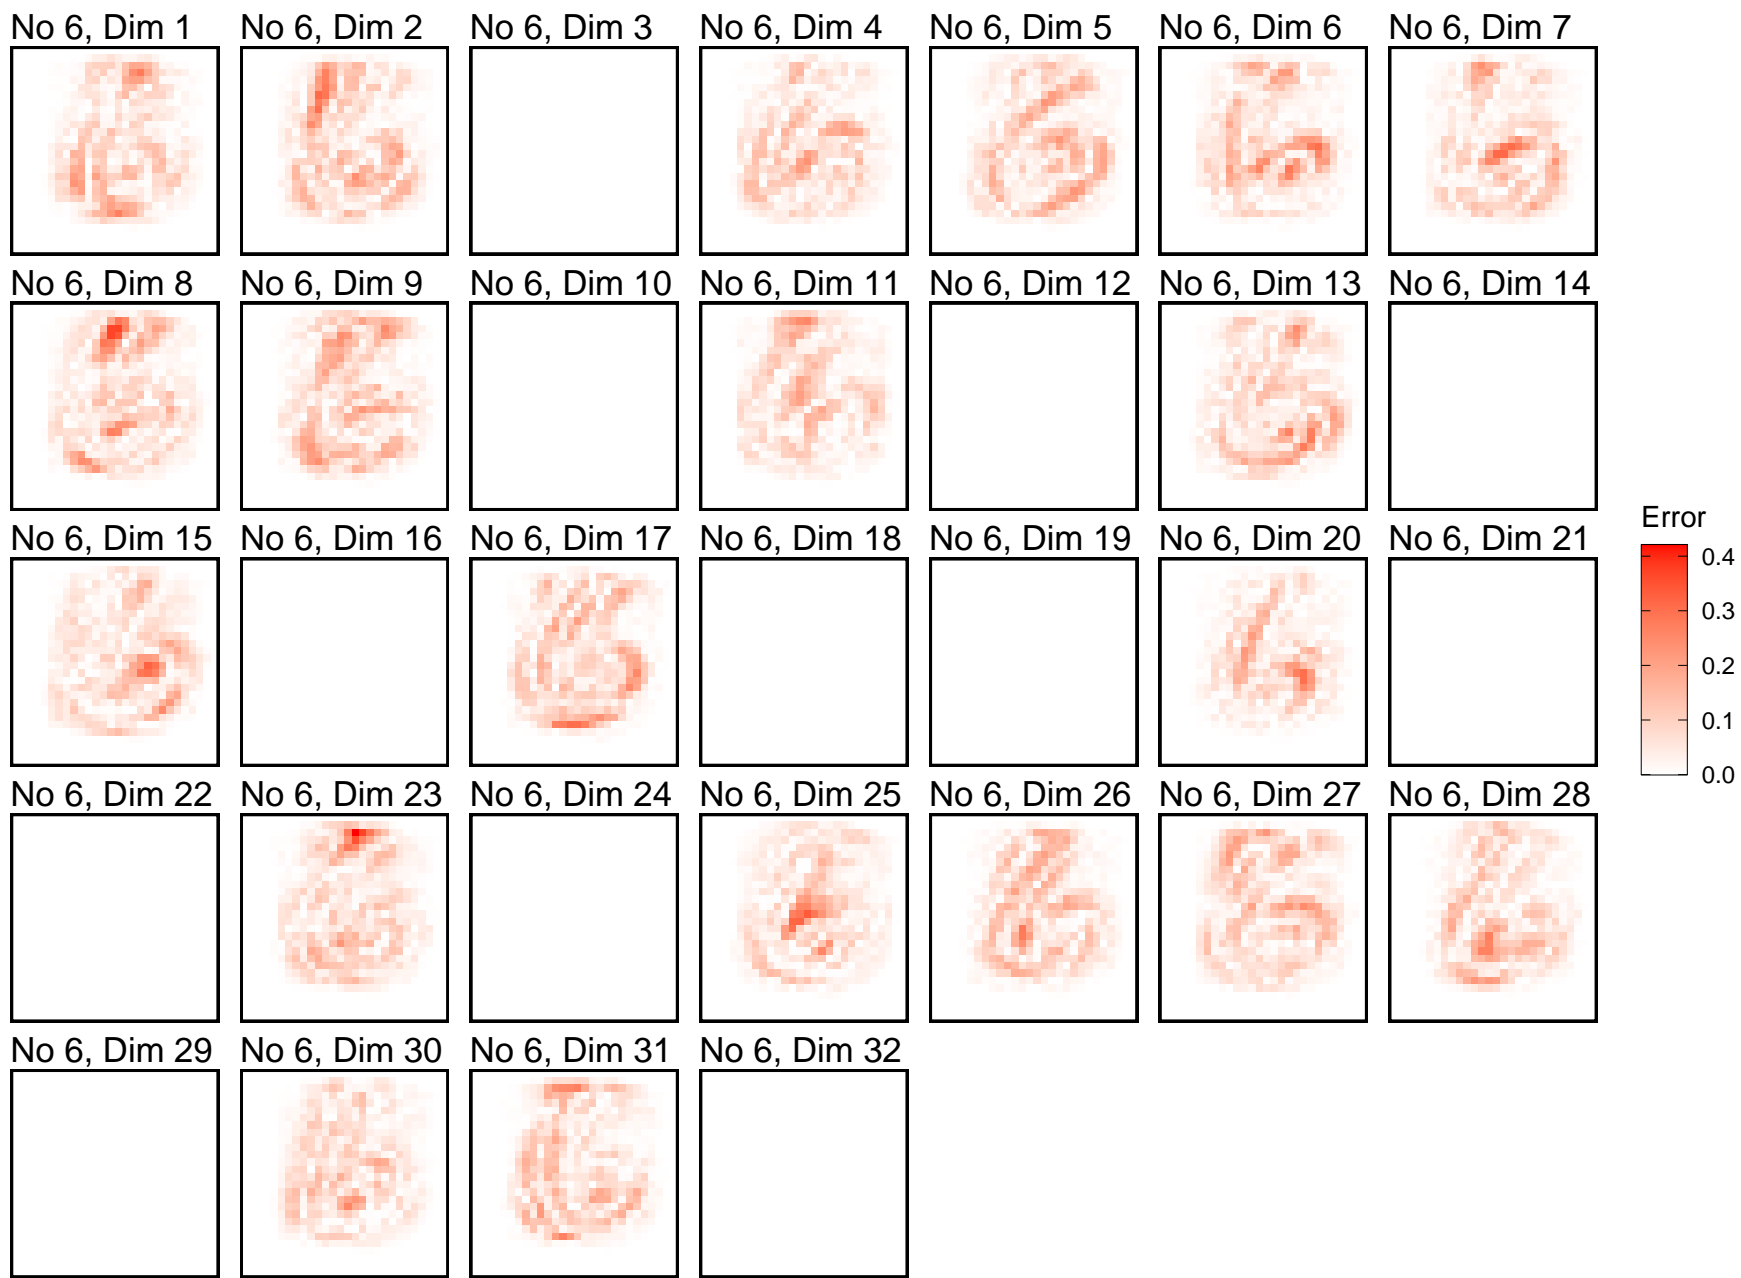 No 6, Dim 1 No 6, Dim 2 No 6, Dim 3 No 6, Dim 4 No 6, Dim 5 No 6, Dim 6 No 6, Dim 7
No 6, Dim 8 No 6, Dim 9 No 6, Dim 10 No 6, Dim 11 No 6, Dim 12 No 6, Dim 13 No 6, Dim 14
No 6, Dim 15 No 6, Dim 16 No 6, Dim 17 No 6, Dim 18 No 6, Dim 19 No 6, Dim 20 No 6, Dim 21
No 6, Dim 22 No 6, Dim 23 No 6, Dim 24 No 6, Dim 25 No 6, Dim 26 No 6, Dim 27 No 6, Dim 28
No 6, Dim 29 No 6, Dim 30 No 6, Dim 31 No 6, Dim 32
Error
0.4
0.3
0.2
0.1
0.0